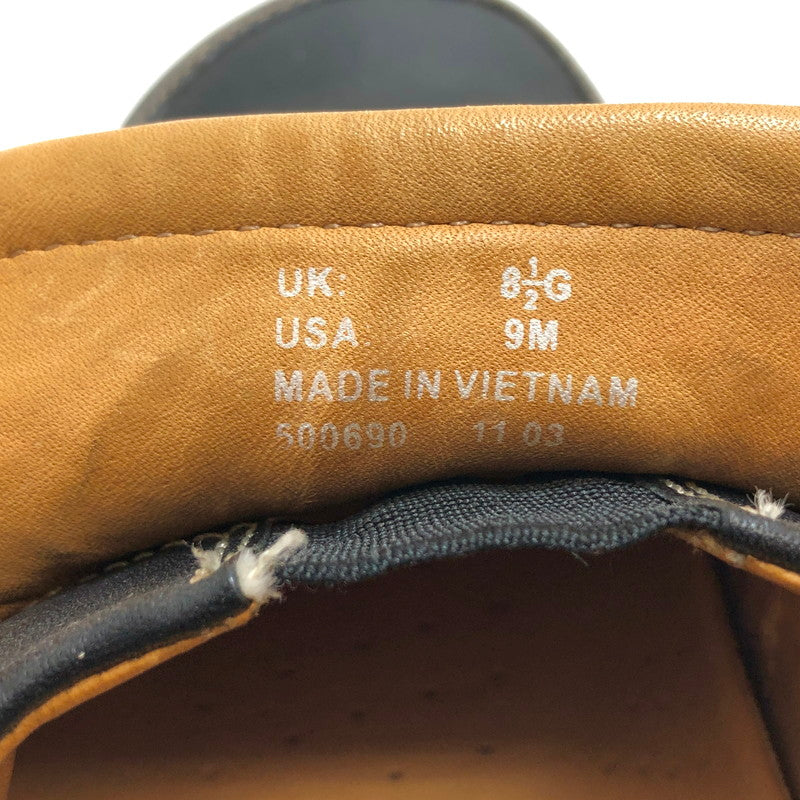 UK: 8½G
USA. 9M
MADE IN VIETNAM
500690 11 03